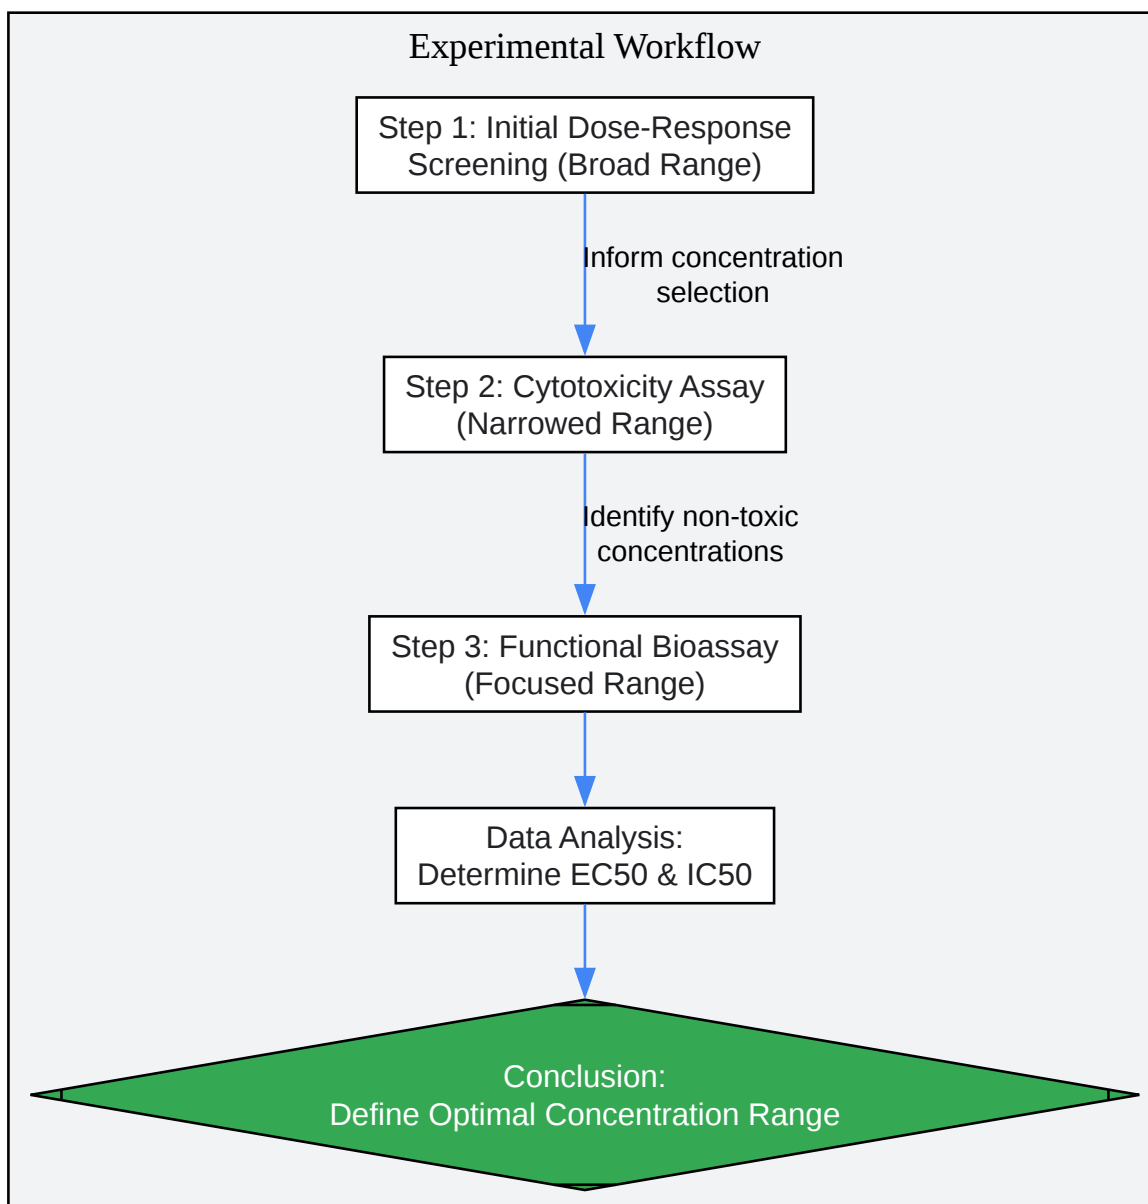 Experimental Workflow
Step 1: Initial Dose-Response
Screening (Broad Range)
Inform concentration
selection
Step 2: Cytotoxicity Assay
(Narrowed Range)
Identify non-toxic
concentrations
Step 3: Functional Bioassay
(Focused Range)
Data Analysis:
Determine EC50 & IC50
Conclusion:
Define Optimal Concentration Range